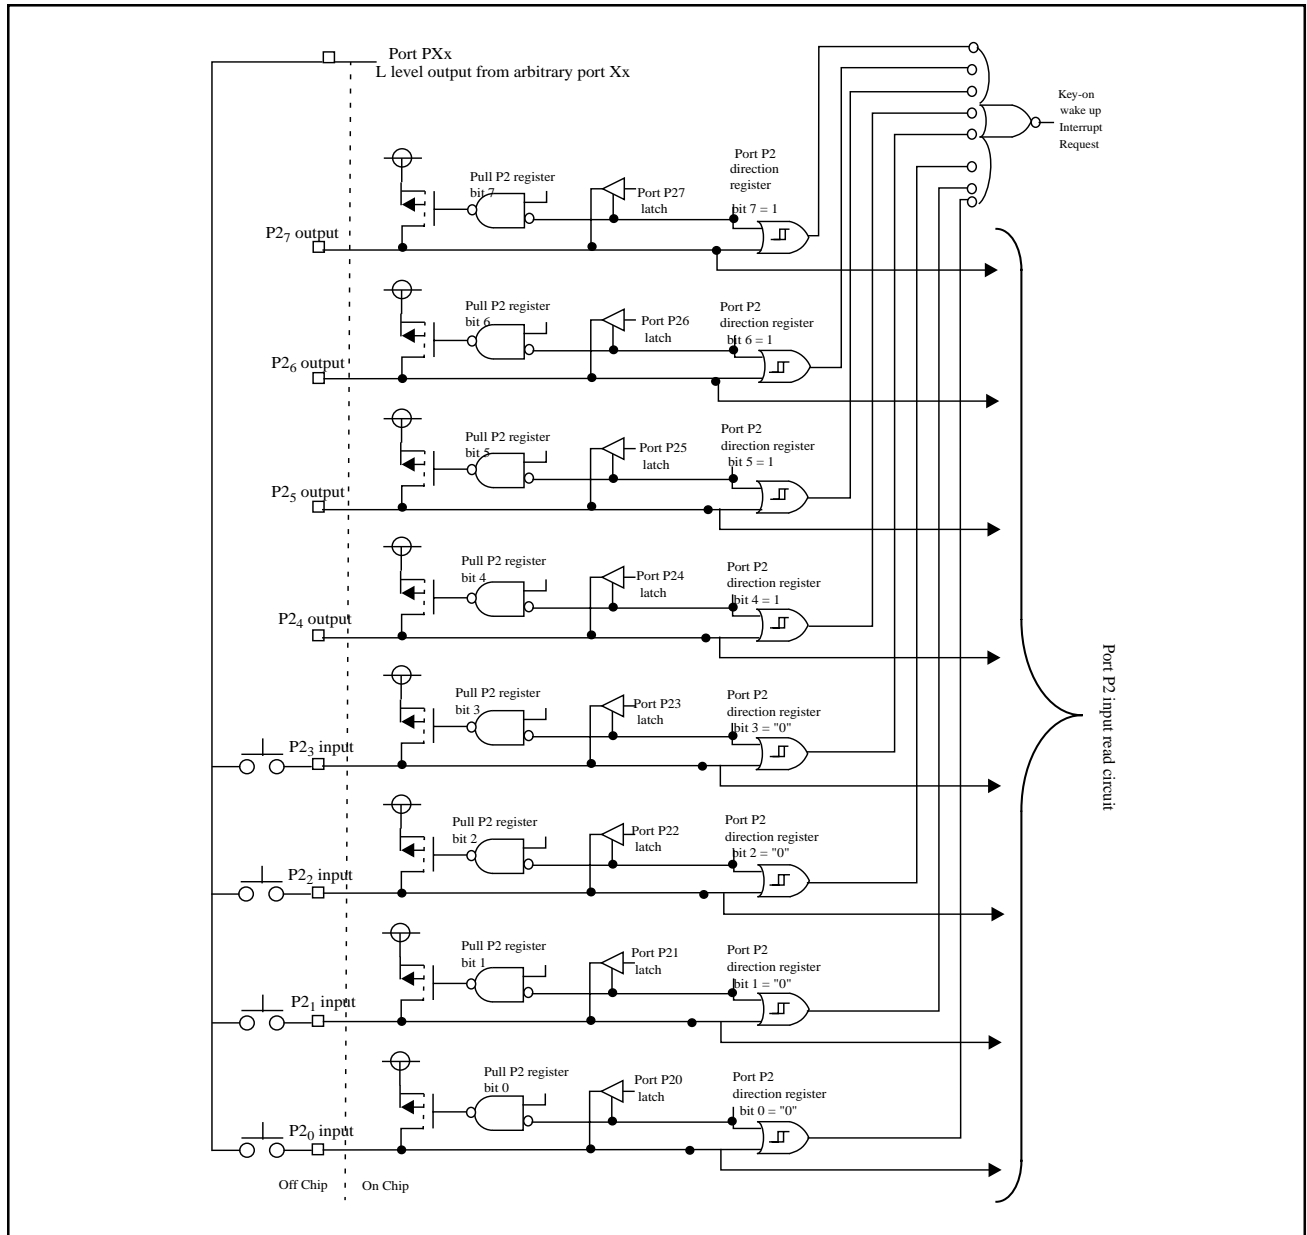 Port PXx
L level output from arbitrary port Xx
Key-on
wake up
Interrupt
Request
Pull P2 register
bit 7
Port P27
latch
Port P2
direction
register
bit 7 = 1
P27 output
Pull P2 register
bit 6
Port P26
latch
Port P2
direction register
bit 6 = 1
P26 output
Pull P2 register
bit 5
Port P25
latch
Port P2
direction register
bit 5 = 1
P25 output
Pull P2 register
bit 4
Port P24
latch
Port P2
direction register
bit 4 = 1
P24 output
Pull P2 register
bit 3
Port P23
latch
Port P2
direction register
bit 3 = "0"
P23 input
Pull P2 register
bit 2
Port P22
latch
Port P2
direction register
bit 2 = "0"
P22 input
Pull P2 register
bit 1
Port P21
latch
Port P2
direction register
bit 1 = "0"
P21 input
Pull P2 register
bit 0
Port P20
latch
Port P2
direction register
bit 0 = "0"
P20 input
Off Chip
On Chip
Port P2 input read circuit